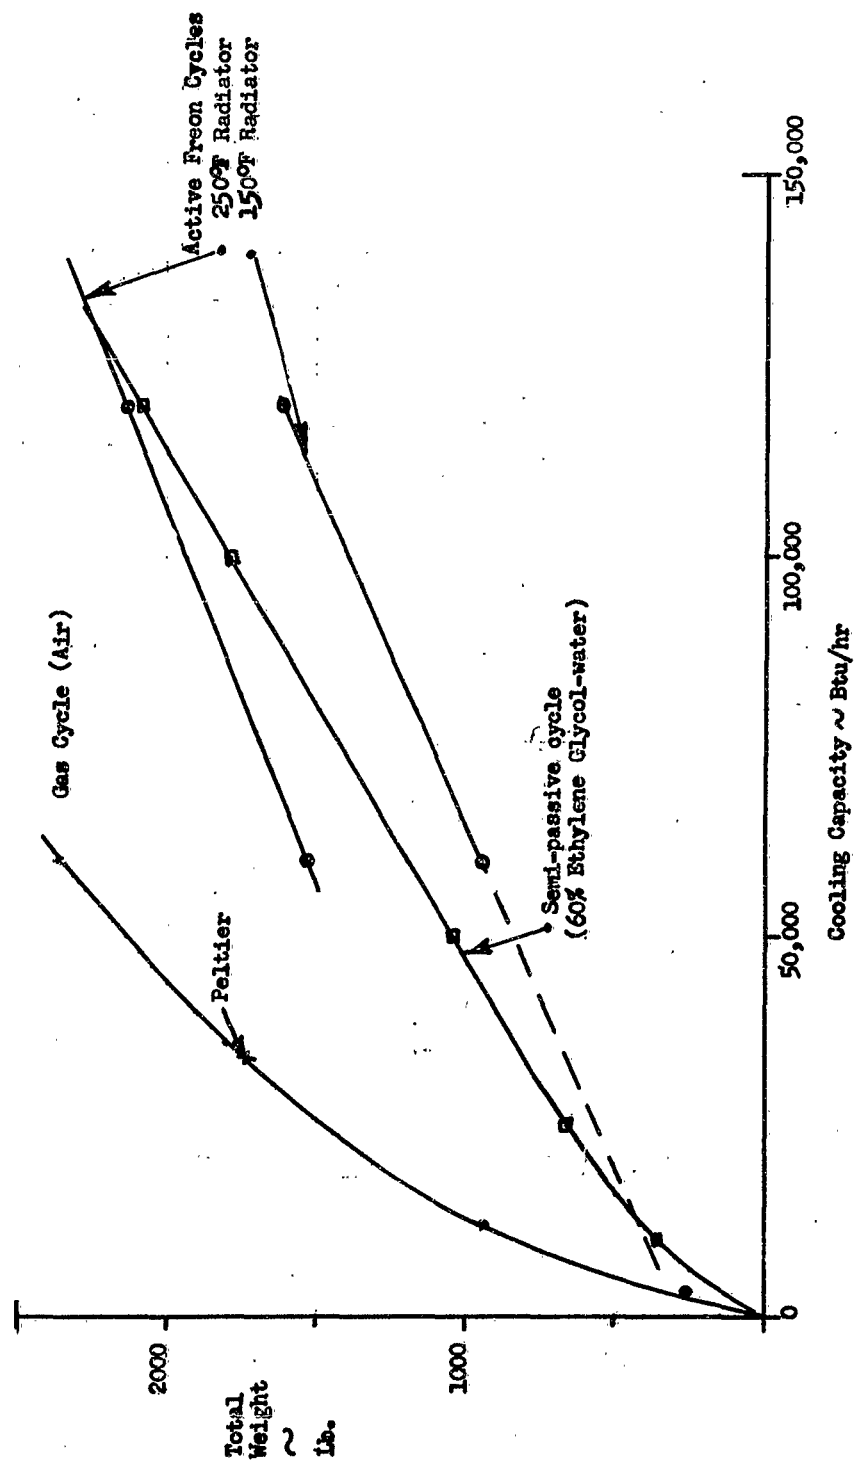 Total
Weight
~
lb.
2000
1000
0
50,000
100,000
150,000
Cooling Capacity ~ Btu/hr
Gas Cycle (Air)
Peltier
Active Freon Cycles
250°F Radiator
150°F Radiator
Semi-passive cycle
(60% Ethylene Glycol-water)